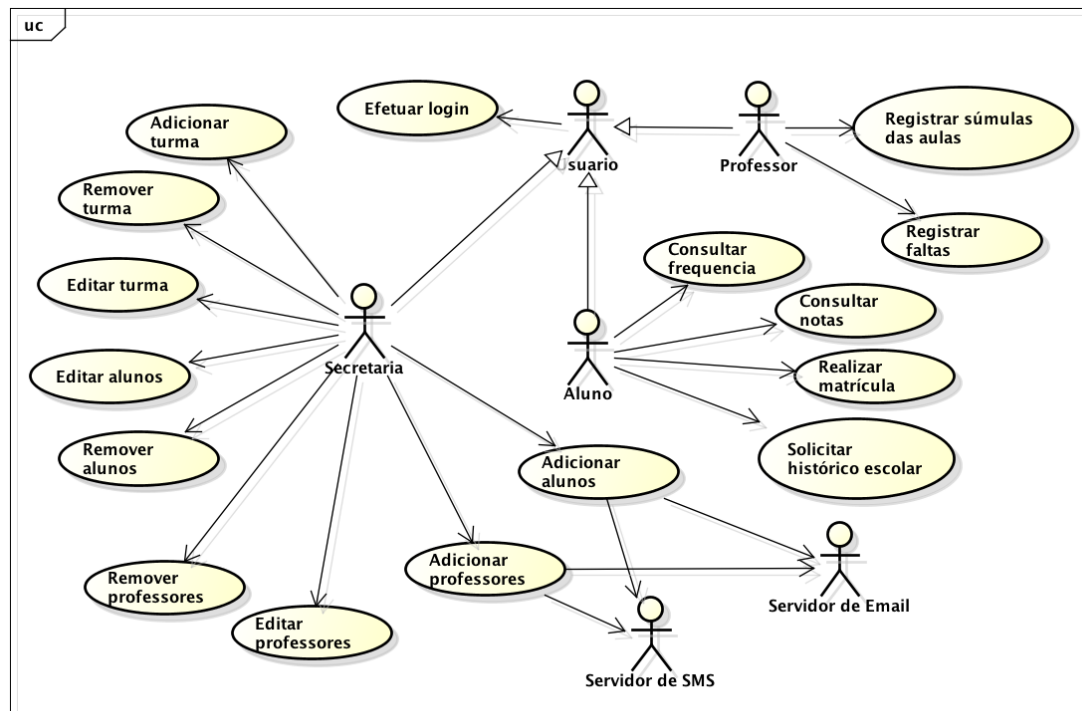 uc
Efetuar login
Usuario
Professor
Registrar súmulas
das aulas
Adicionar
turma
Remover
turma
Registrar
faltas
Consultar
frequencia
Editar turma
Consultar
notas
Secretaria
Aluno
Realizar
matrícula
Editar alunos
Remover
alunos
Adicionar
alunos
Solicitar
histórico escolar
Adicionar
professores
Remover
professores
Servidor de Email
Editar
professores
Servidor de SMS